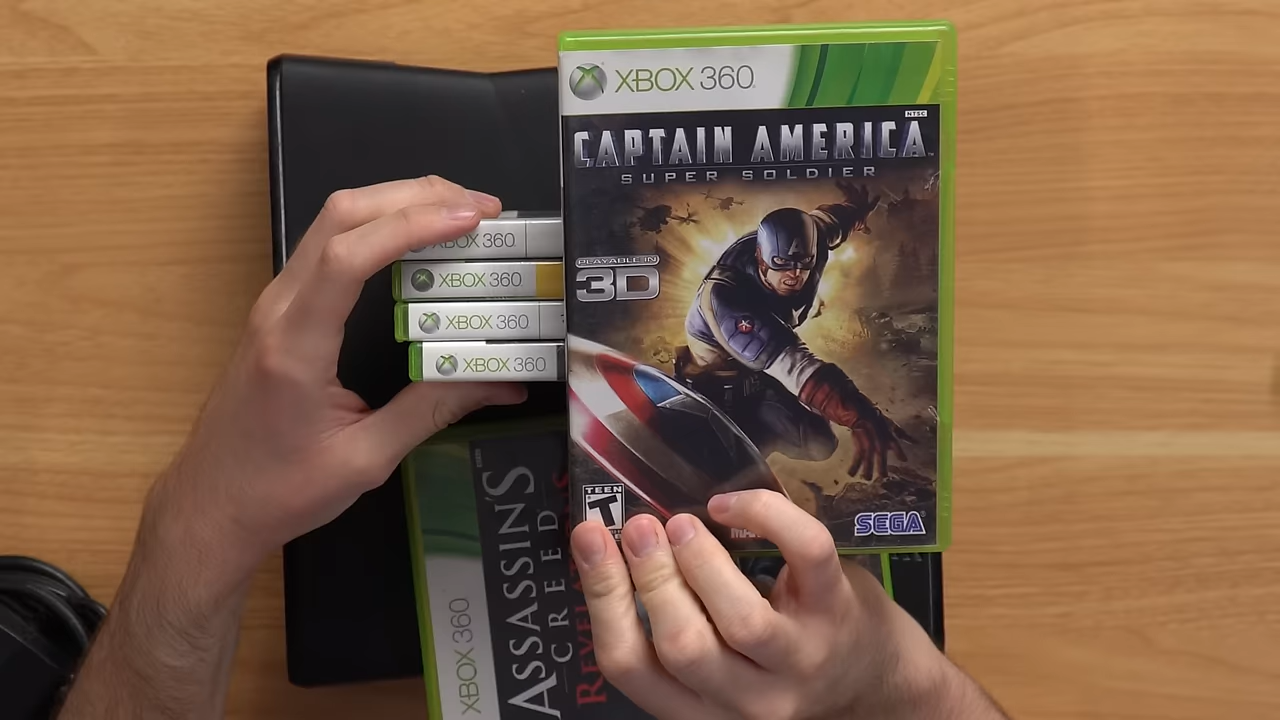 XBOX 360
NTSC
CAPTAIN AMERICA
SUPER SOLDIER
PLAYABLE IN
3D
TEEN
T
SEGA
XBOX 360
XBOX 360
XBOX 360
XBOX 360
XBOX 360
ASSASSIN'S
CREED
REVELATIONS